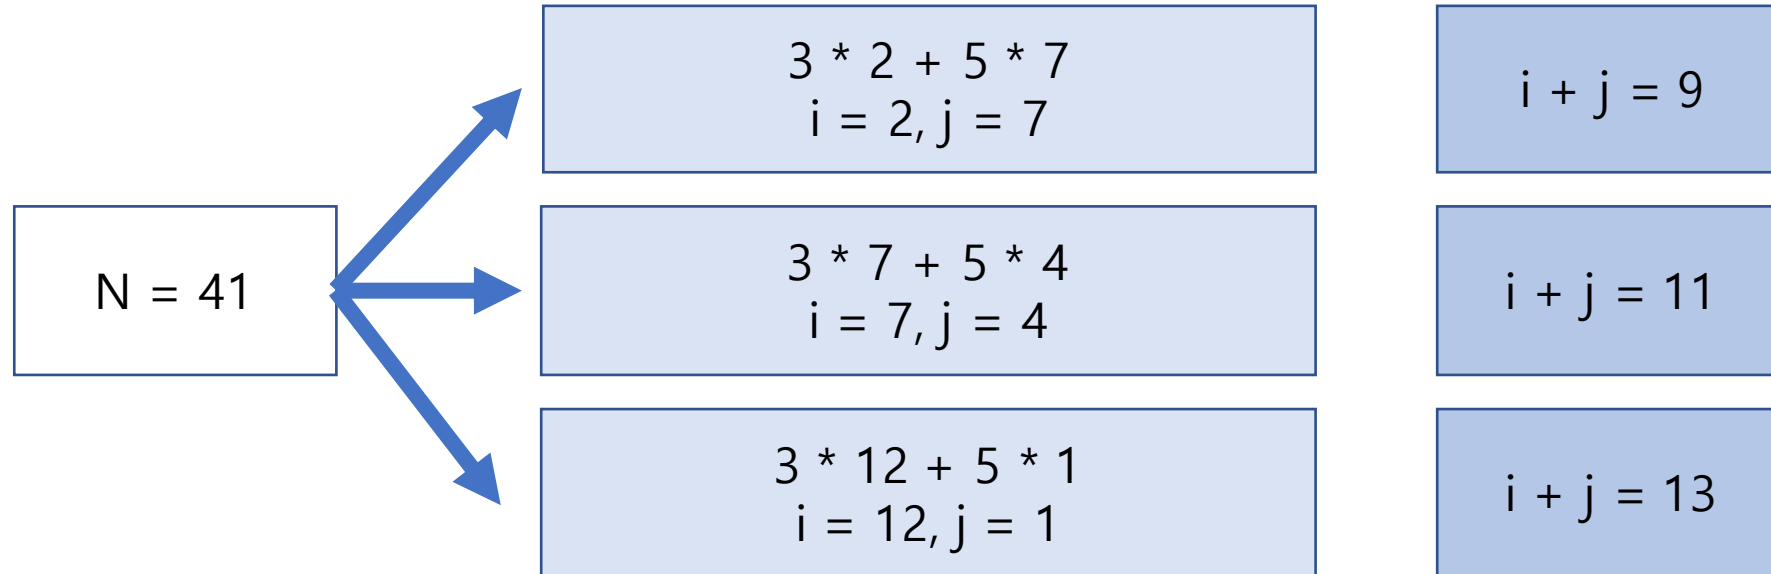 N = 41
3 * 2 + 5 * 7
i = 2, j = 7
i + j = 9
3 * 7 + 5 * 4
i = 7, j = 4
i + j = 11
3 * 12 + 5 * 1
i = 12, j = 1
i + j = 13